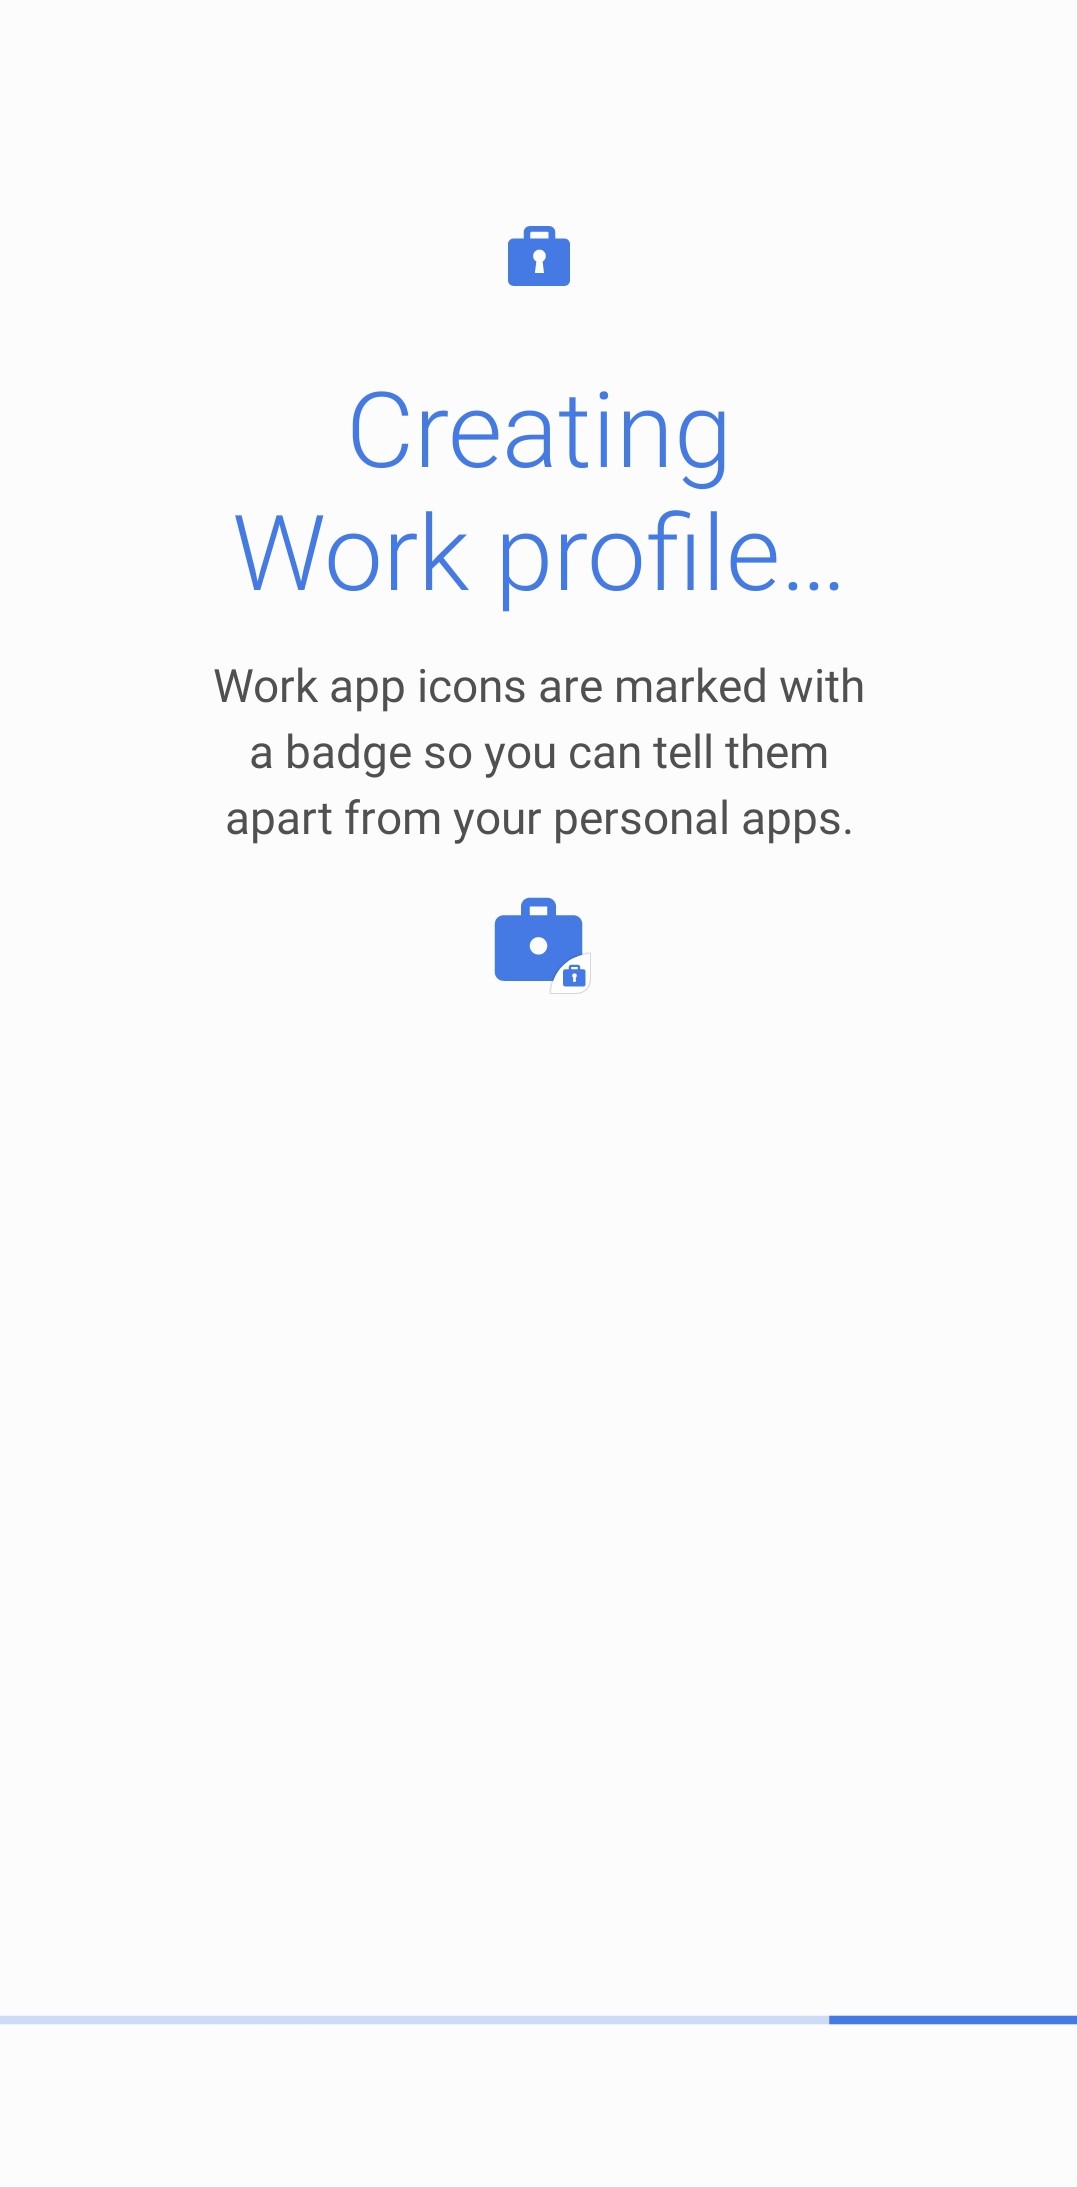 Creating
Work profile...
Work app icons are marked with
a badge so you can tell them
apart from your personal apps.